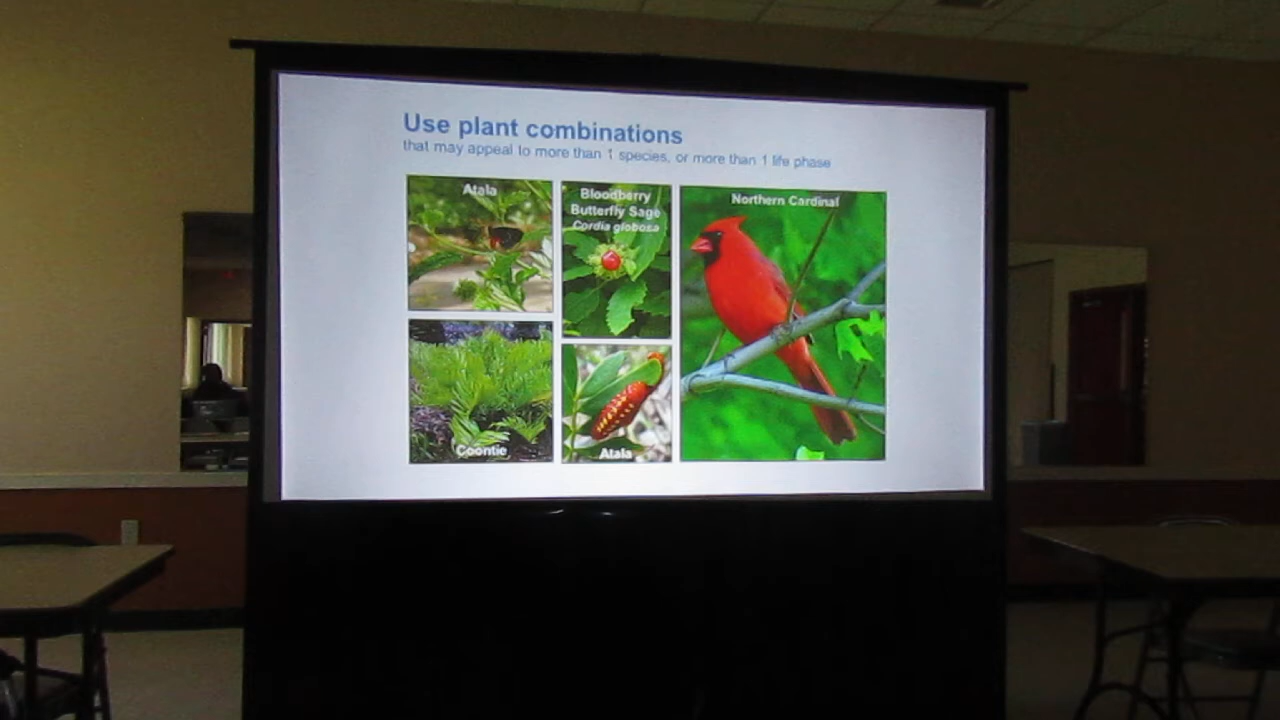 Use plant combinations
that may appeal to more than 1 species, or more than 1 life phase
Atala
Bloodberry
Butterfly Sage
Cordia globosa
Northern Cardinal
Coontie
Atala